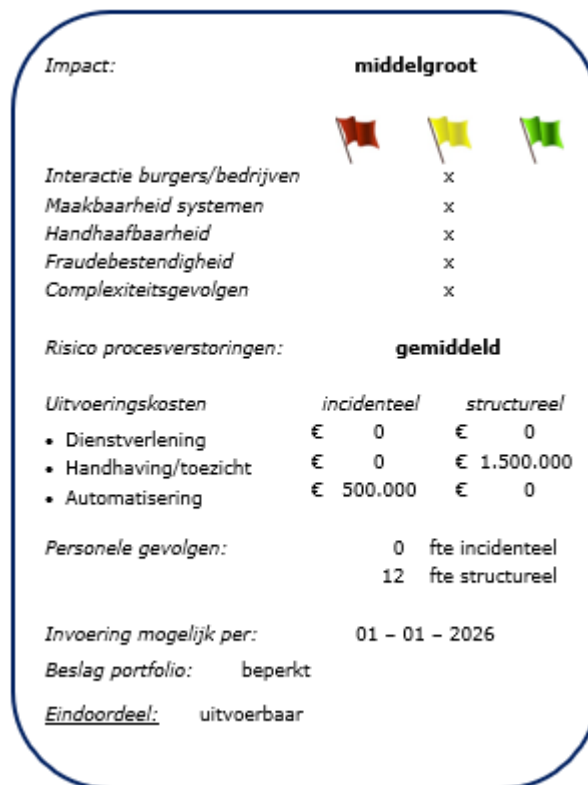 Impact: middelgroot
Interactie burgers/bedrijven x
Maakbaarheid systemen x
Handhaafbaarheid x
Fraudebestendigheid x
Complexiteitsgevolgen x
Risico procesverstoringen: gemiddeld
Uitvoeringskosten incidenteel structureel
• Dienstverlening € 0 € 0
• Handhaving/toezicht € 0 € 1.500.000
• Automatisering € 500.000 € 0
Personele gevolgen: 0 fte incidenteel
12 fte structureel
Invoering mogelijk per: 01 – 01 – 2026
Beslag portfolio: beperkt
Eindoordeel: uitvoerbaar